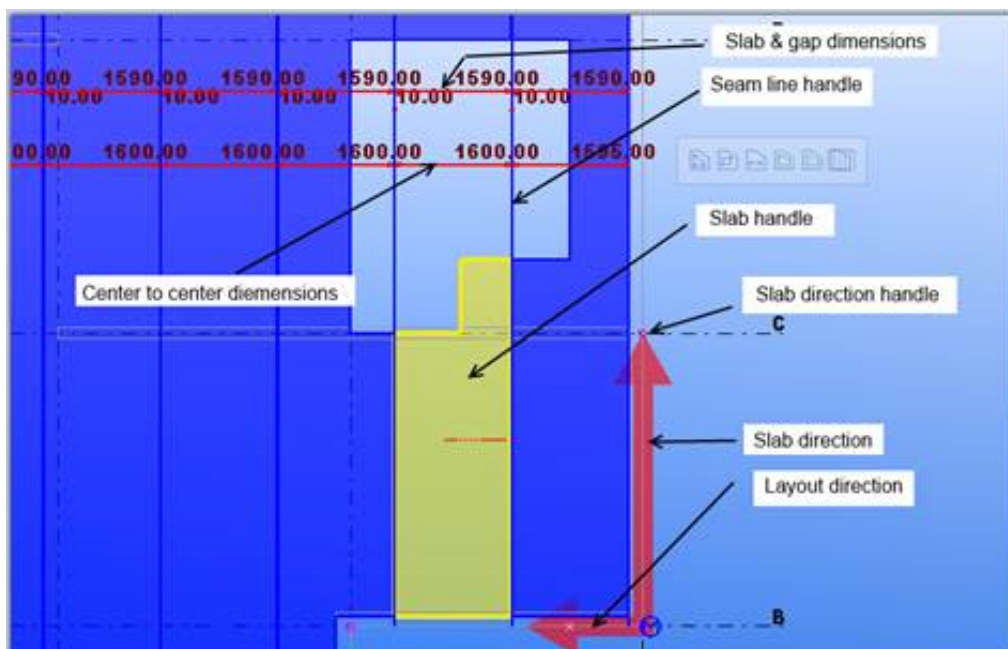 Slab & gap dimensions
90.00 1590.00 1590.00 1590.00 1590.00 1590.00
10.00 10.00 10.00 10.00 10.00
Seam line handle
00.00 1600.00 1600.00 1600.00 1600.00 1595.00
Slab handle
Center to center diemensions
Slab direction handle
C
Slab direction
Layout direction
B